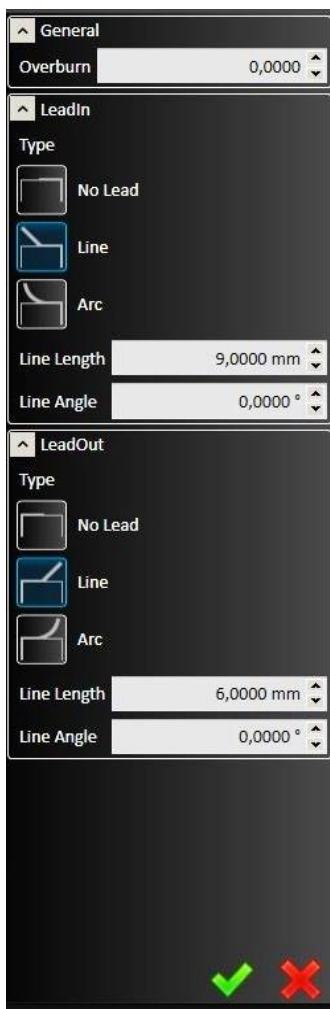 General
Overburn 0,0000
LeadIn
Type
No Lead
Line
Arc
Line Length 9,0000 mm
Line Angle 0,0000 °
LeadOut
Type
No Lead
Line
Arc
Line Length 6,0000 mm
Line Angle 0,0000 °